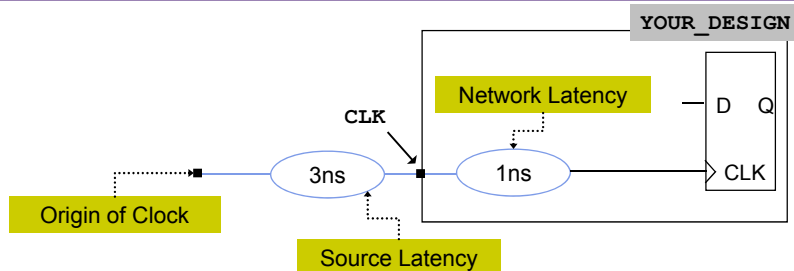 YOUR_DESIGN
Network Latency
D Q
CLK
3ns
1ns
CLK
Origin of Clock
Source Latency